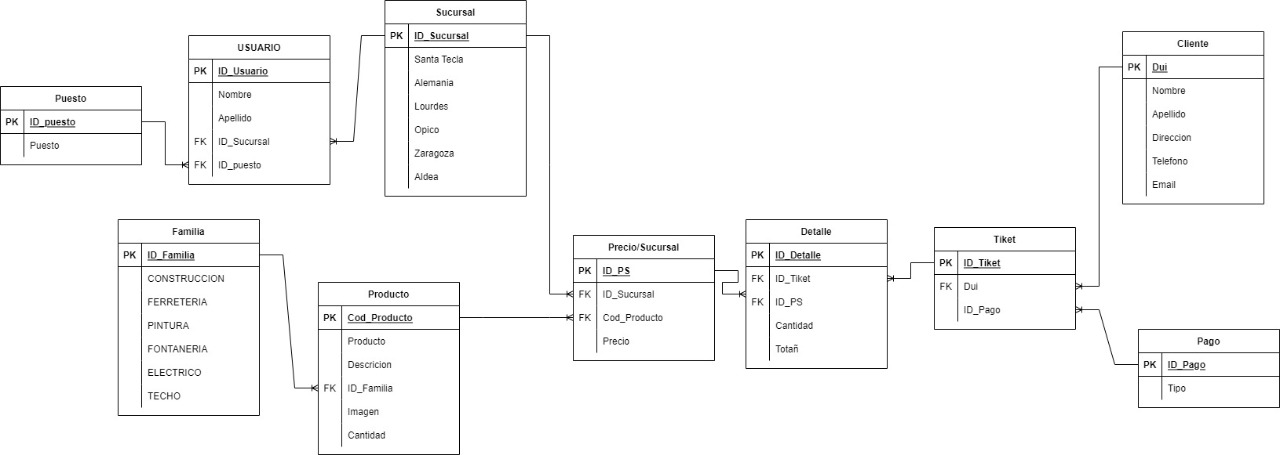 Puesto
PK ID_puesto
Puesto
USUARIO
PK ID_Usuario
Nombre
Apellido
FK ID_Sucursal
FK ID_puesto
Sucursal
PK ID_Sucursal
Santa Tecla
Alemania
Lourdes
Opico
Zaragoza
Aldea
Familia
PK ID_Familia
CONSTRUCCION
FERRETERIA
PINTURA
FONTANERIA
ELECTRICO
TECHO
Producto
PK Cod_Producto
Producto
Descricion
FK ID_Familia
Imagen
Cantidad
Precio/Sucursal
PK ID_PS
FK ID_Sucursal
FK Cod_Producto
Precio
Detalle
PK ID_Detalle
FK ID_Tiket
FK ID_PS
Cantidad
Totañ
Tiket
PK ID_Tiket
FK Dui
ID_Pago
Cliente
PK Dui
Nombre
Apellido
Direccion
Telefono
Email
Pago
PK ID_Pago
Tipo